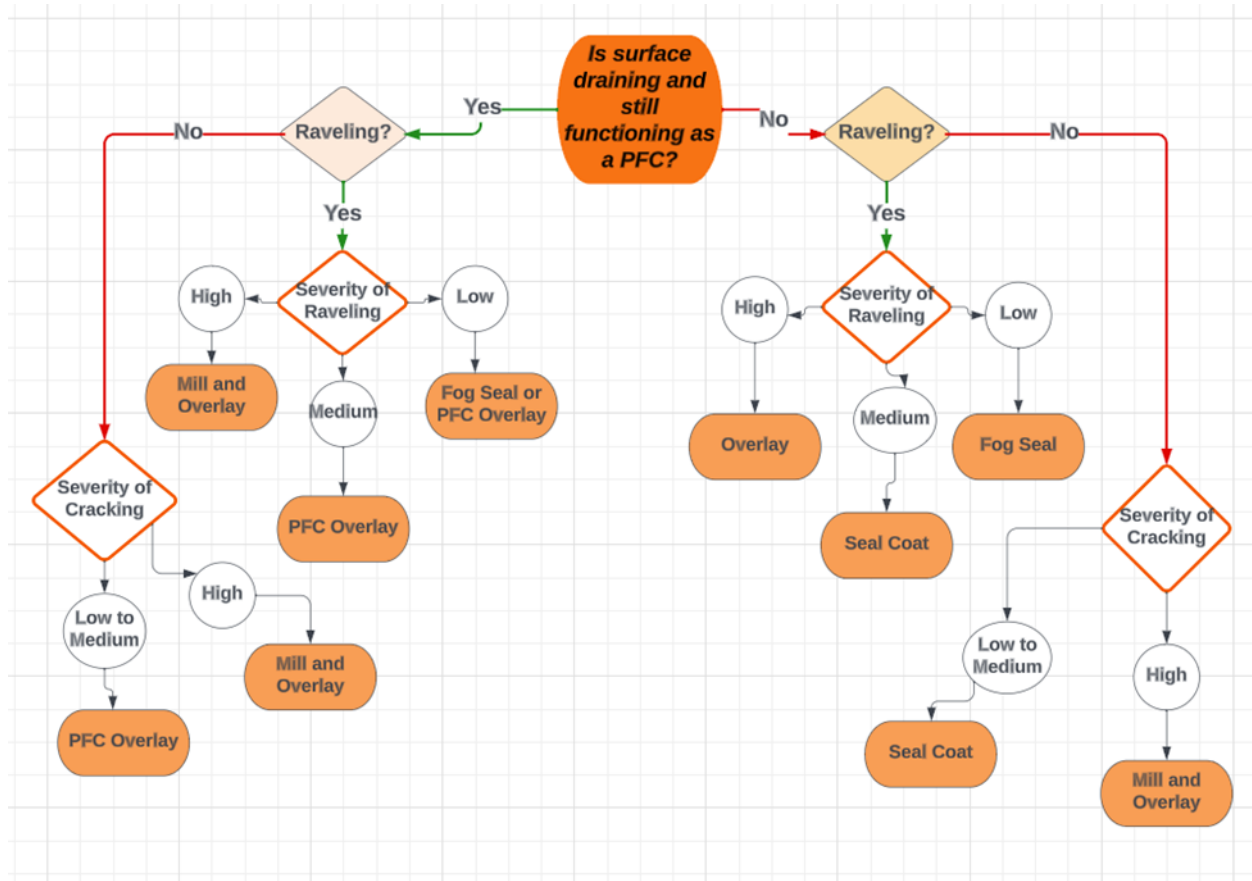 Is surface
draining and
still
functioning as
a PFC?
Yes
No
Raveling?
No
Yes
Severity of
Raveling
High
Mill and
Overlay
Medium
PFC Overlay
Low
Fog Seal or
PFC Overlay
Severity of
Cracking
Low to
Medium
PFC Overlay
High
Mill and
Overlay
Raveling?
No
Yes
Severity of
Raveling
High
Overlay
Medium
Seal Coat
Low
Fog Seal
Severity of
Cracking
Low to
Medium
Seal Coat
High
Mill and
Overlay